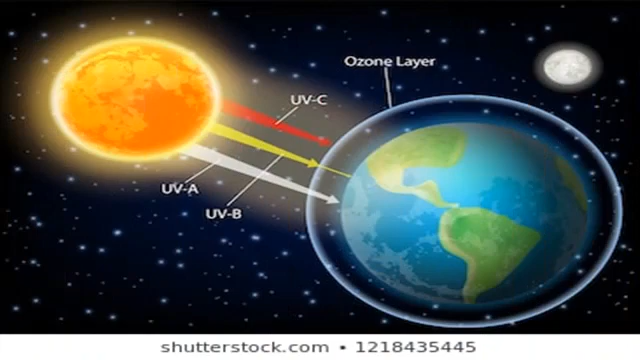 Ozone Layer
UV-C
UV-A
UV-B
shutterstock.com • 1218435445